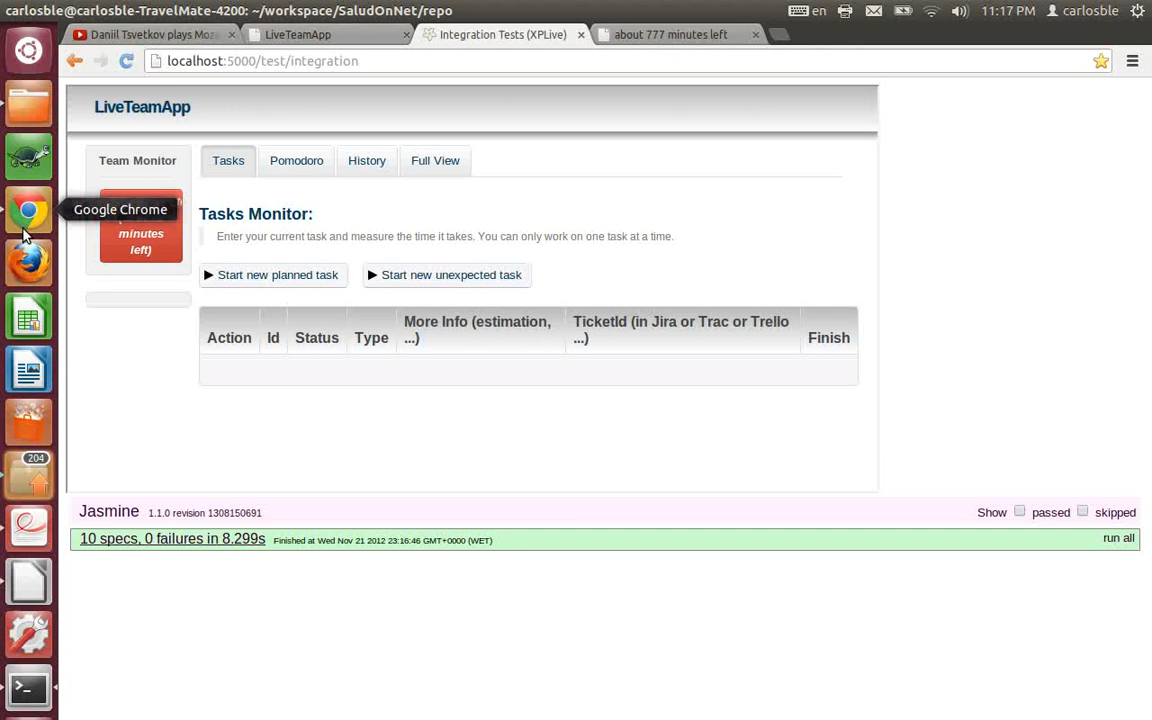 carlosble@carlosble-TravelMate-4200: ~/workspace/SaludOnNet/repo
en 11:17 PM carlosble
Daniil Tsvetkov plays Moza
LiveTeamApp
Integration Tests (XPLive)
about 777 minutes left
localhost:5000/test/integration
LiveTeamApp
Team Monitor
Tasks
Pomodoro
History
Full View
Google Chrome
minutes
left)
Tasks Monitor:
Enter your current task and measure the time it takes. You can only work on one task at a time.
Start new planned task
Start new unexpected task
Action Id Status Type More Info (estimation, ...) TicketId (in Jira or Trac or Trello ...) Finish
204
Jasmine 1.1.0 revision 1308150691
Show passed skipped
10 specs, 0 failures in 8.299s Finished at Wed Nov 21 2012 23:16:46 GMT+0000 (WET)
run all